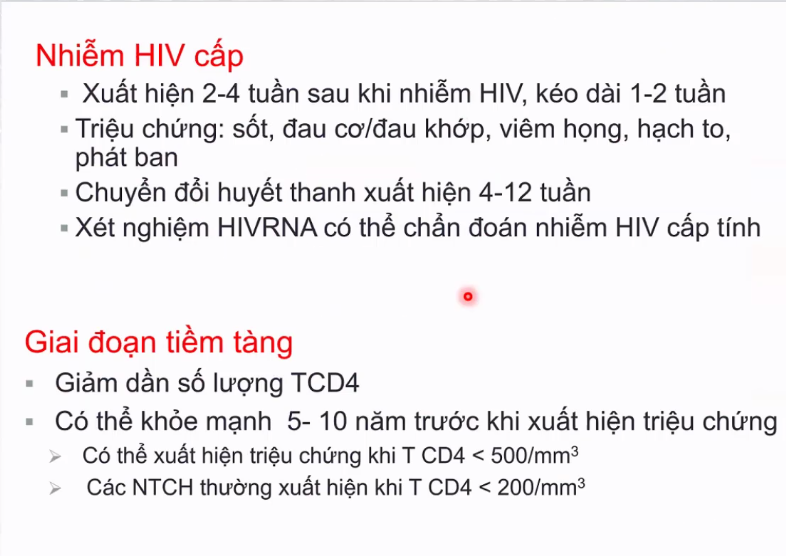 Nhiễm HIV cấp
▪ Xuất hiện 2-4 tuần sau khi nhiễm HIV, kéo dài 1-2 tuần
▪ Triệu chứng: sốt, đau cơ/đau khớp, viêm họng, hạch to,
phát ban
▪ Chuyển đổi huyết thanh xuất hiện 4-12 tuần
▪ Xét nghiệm HIVRNA có thể chẩn đoán nhiễm HIV cấp tính
Giai đoạn tiềm tàng
▪ Giảm dần số lượng TCD4
▪ Có thể khỏe mạnh 5- 10 năm trước khi xuất hiện triệu chứng
➢ Có thể xuất hiện triệu chứng khi T CD4 < 500/mm³
➢ Các NTCH thường xuất hiện khi T CD4 < 200/mm³